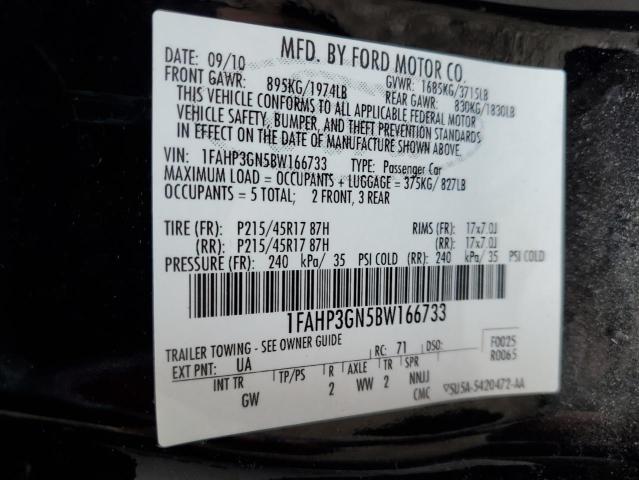 MFD. BY FORD MOTOR CO.
DATE: 09/10 GVWR: 1685KG/3715LB
FRONT GAWR: 895KG/1974LB REAR GAWR: 830KG/1830LB
THIS VEHICLE CONFORMS TO ALL APPLICABLE FEDERAL MOTOR
VEHICLE SAFETY, BUMPER, AND THEFT PREVENTION STANDARDS
IN EFFECT ON THE DATE OF MANUFACTURE SHOWN ABOVE.
VIN: 1FAHP3GN5BW166733 TYPE: Passenger Car
MAXIMUM LOAD = OCCUPANTS + LUGGAGE = 375KG/ 827LB
OCCUPANTS = 5 TOTAL; 2 FRONT, 3 REAR
TIRE (FR): P215/45R17 87H RIMS (FR): 17x7.0J
(RR): P215/45R17 87H (RR): 17x7.0J
PRESSURE (FR): 240 kPa/ 35 PSI COLD (RR): 240 kPa/ 35 PSI COLD
1FAHP3GN5BW166733
TRAILER TOWING - SEE OWNER GUIDE F0025
EXT PNT: UA RC: 71 DSO: R0065
INT TR TP/PS R AXLE TR SPR
GW 2 WW 2 NNJJ
CMC 5U5A-5420472-AA